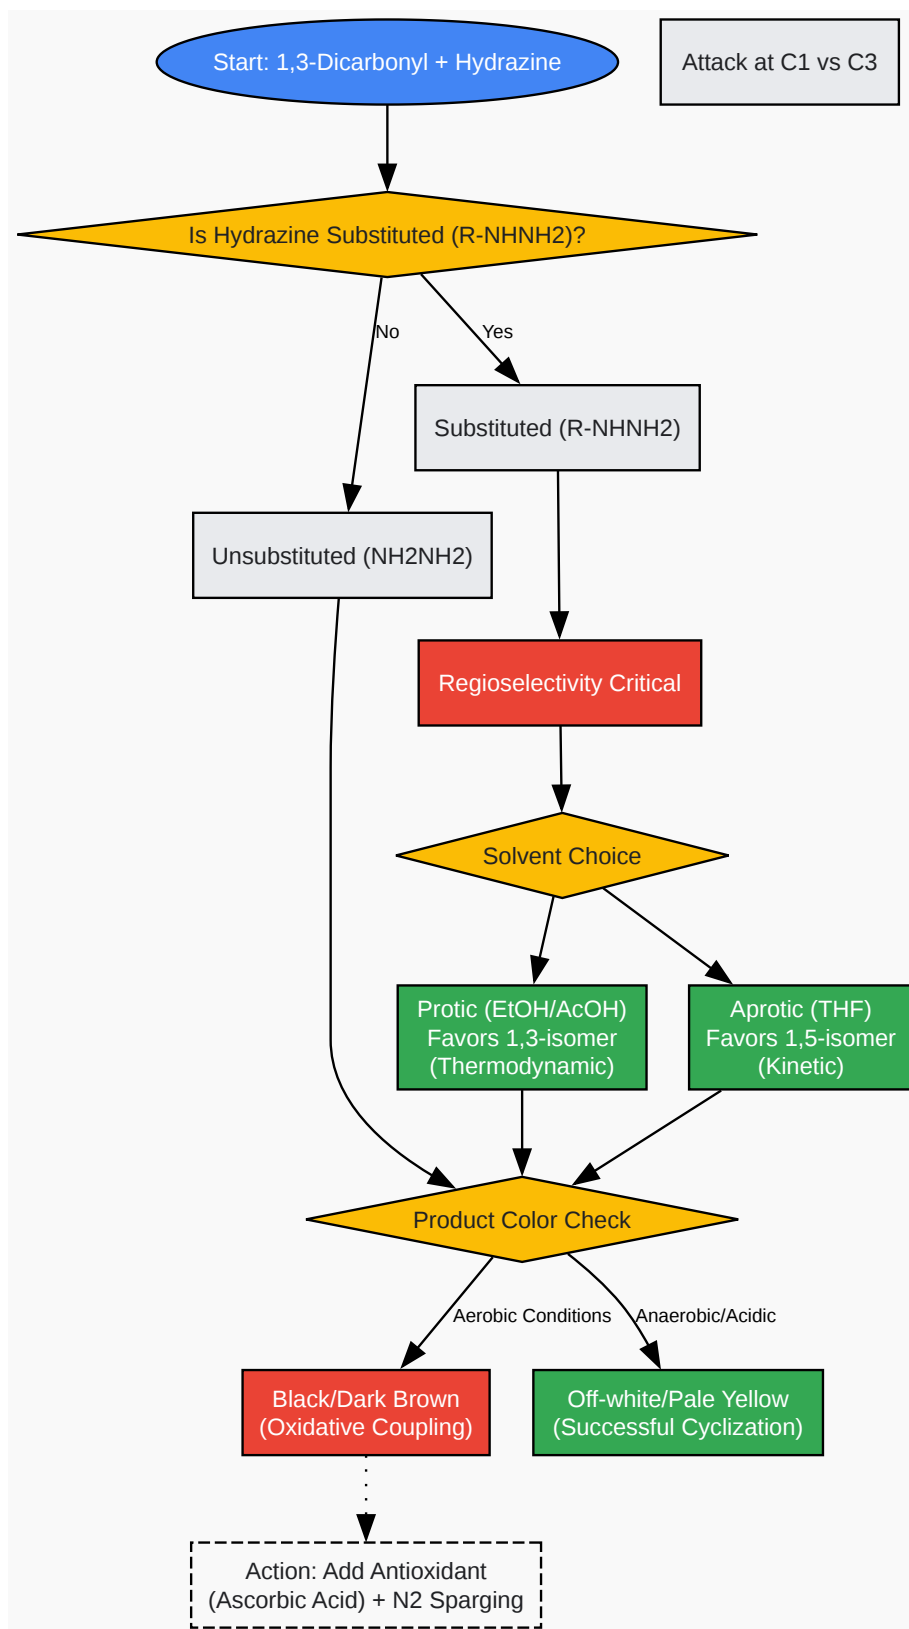 Start: 1,3-Dicarbonyl + Hydrazine
Attack at C1 vs C3
Is Hydrazine Substituted (R-NHNH2)?
No
Yes
Substituted (R-NHNH2)
Unsubstituted (NH2NH2)
Regioselectivity Critical
Solvent Choice
Protic (EtOH/AcOH)
Favors 1,3-isomer
(Thermodynamic)
Aprotic (THF)
Favors 1,5-isomer
(Kinetic)
Product Color Check
Aerobic Conditions
Anaerobic/Acidic
Black/Dark Brown
(Oxidative Coupling)
Off-white/Pale Yellow
(Successful Cyclization)
Action: Add Antioxidant
(Ascorbic Acid) + N2 Sparging